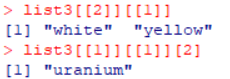 > list3[[2]][[1]]
[1] "white"  "yellow"
> list3[[1]][[1]][2]
[1] "uranium"